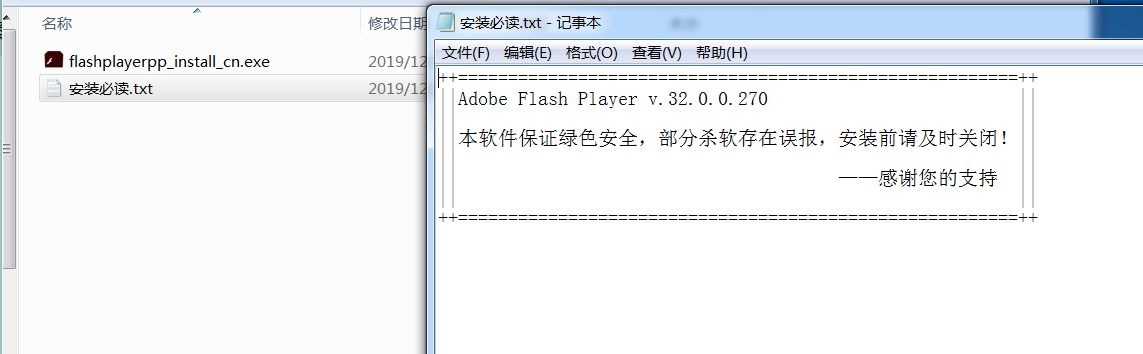 名称
修改日期
flashplayerpp_install_cn.exe
2019/12
安装必读.txt
2019/12
安装必读.txt - 记事本
文件(F) 编辑(E) 格式(O) 查看(V) 帮助(H)
++========================================================++
||Adobe Flash Player v.32.0.0.270 ||
||本软件保证绿色安全，部分杀软存在误报，安装前请及时关闭！||
||——感谢您的支持 ||
++========================================================++